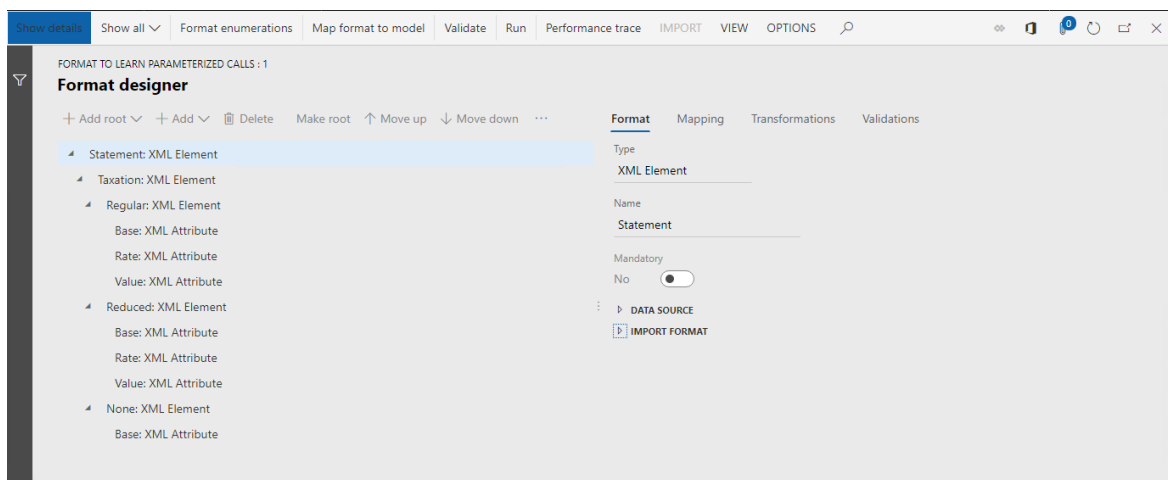 Show details Show all Format enumerations Map format to model Validate Run Performance trace IMPORT VIEW OPTIONS 0
FORMAT TO LEARN PARAMETERIZED CALLS : 1
Format designer
Add root Add Delete Make root Move up Move down ...
Statement: XML Element
Taxation: XML Element
Regular: XML Element
Base: XML Attribute
Rate: XML Attribute
Value: XML Attribute
Reduced: XML Element
Base: XML Attribute
Rate: XML Attribute
Value: XML Attribute
None: XML Element
Base: XML Attribute
Format Mapping Transformations Validations
Type
XML Element
Name
Statement
Mandatory
No
DATA SOURCE
IMPORT FORMAT